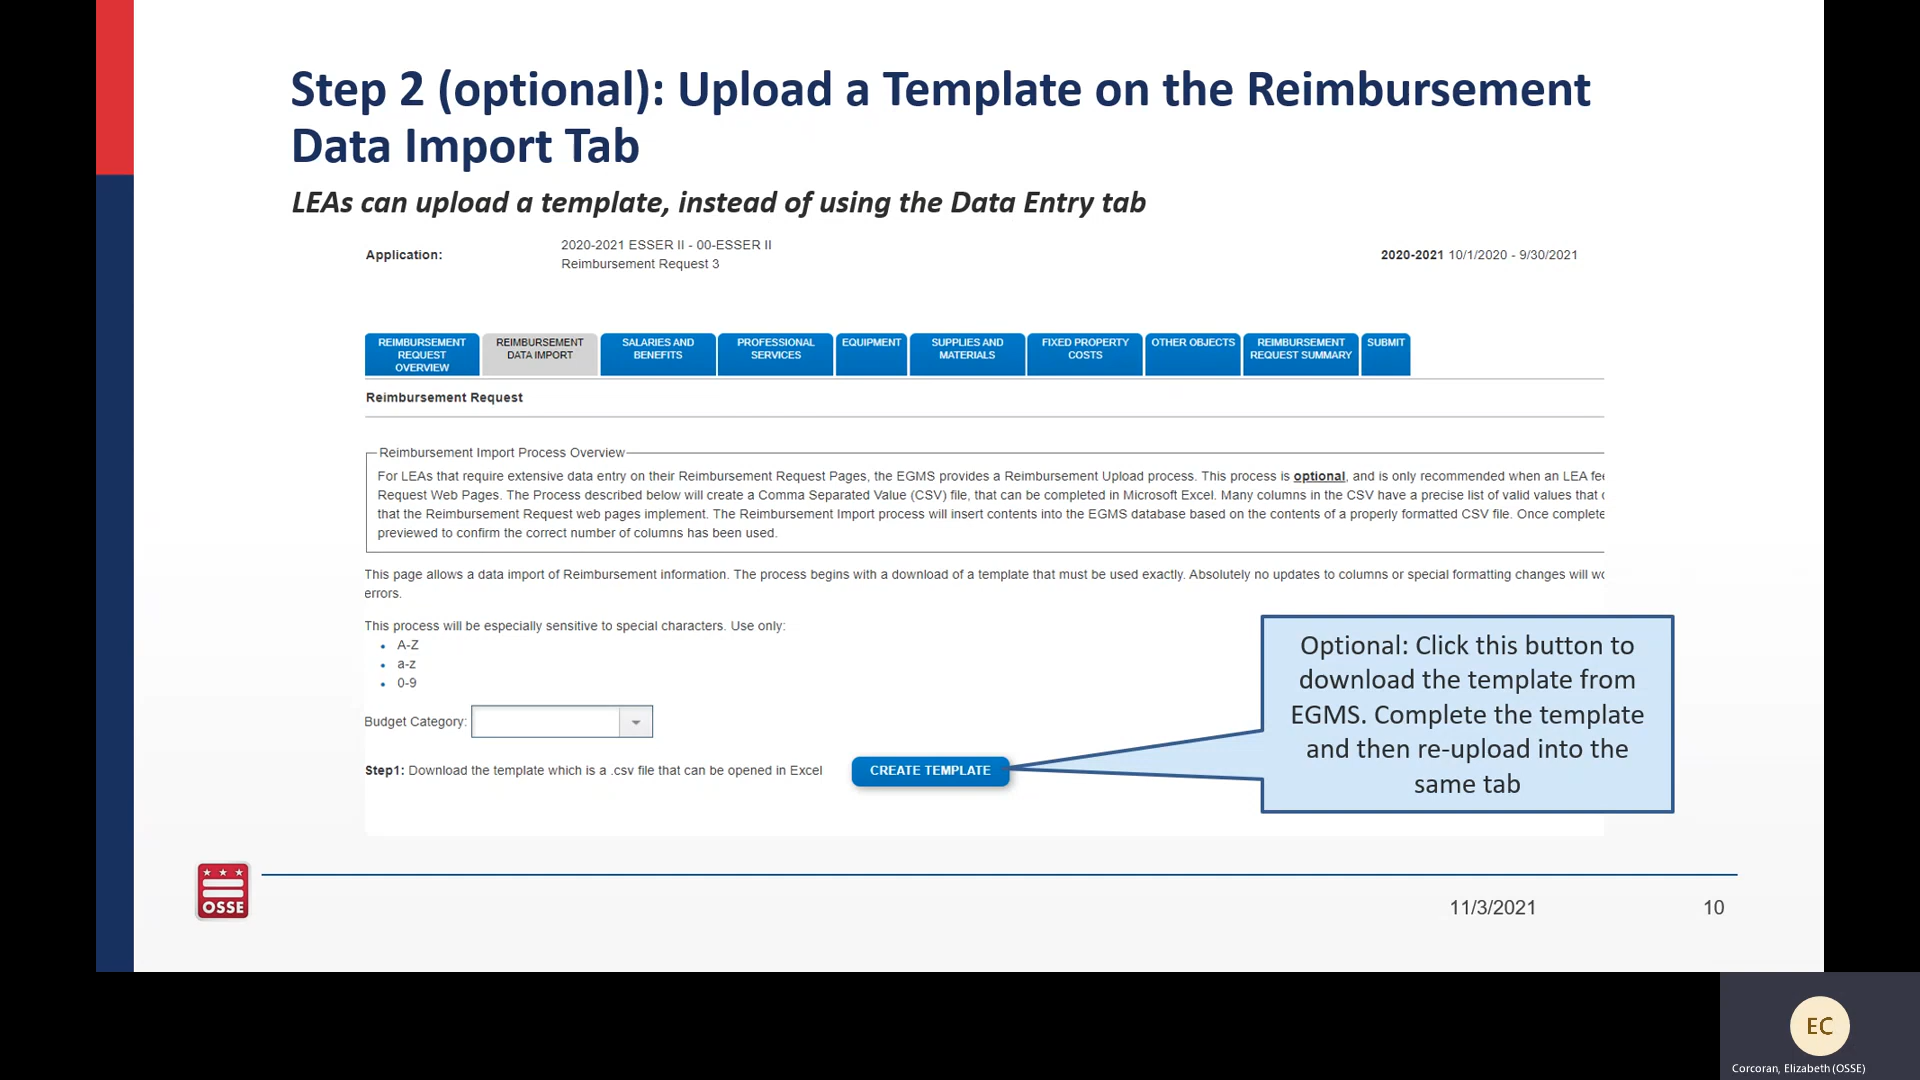 Step 2 (optional): Upload a Template on the Reimbursement
Data Import Tab
LEAs can upload a template, instead of using the Data Entry tab
Application:
2020-2021 ESSER II - 00-ESSER II
Reimbursement Request 3
2020-2021 10/1/2020 - 9/30/2021
REIMBURSEMENT
REQUEST
OVERVIEW
REIMBURSEMENT
DATA IMPORT
SALARIES AND
BENEFITS
PROFESSIONAL
SERVICES
EQUIPMENT
SUPPLIES AND
MATERIALS
FIXED PROPERTY
COSTS
OTHER OBJECTS
REIMBURSEMENT
REQUEST SUMMARY
SUBMIT
Reimbursement Request
Reimbursement Import Process Overview
For LEAs that require extensive data entry on their Reimbursement Request Pages, the EGMS provides a Reimbursement Upload process. This process is optional, and is only recommended when an LEA fe
Request Web Pages. The Process described below will create a Comma Separated Value (CSV) file, that can be completed in Microsoft Excel. Many columns in the CSV have a precise list of valid values that
that the Reimbursement Request web pages implement. The Reimbursement Import process will insert contents into the EGMS database based on the contents of a properly formatted CSV file. Once complete
previewed to confirm the correct number of columns has been used.
This page allows a data import of Reimbursement information. The process begins with a download of a template that must be used exactly. Absolutely no updates to columns or special formatting changes will
errors.
This process will be especially sensitive to special characters. Use only:
A-Z
a-z
0-9
Budget Category:
Step1: Download the template which is a .csv file that can be opened in Excel
CREATE TEMPLATE
Optional: Click this button to
download the template from
EGMS. Complete the template
and then re-upload into the
same tab
OSSE
11/3/2021
10
EC
Corcoran, Elizabeth (OSSE)